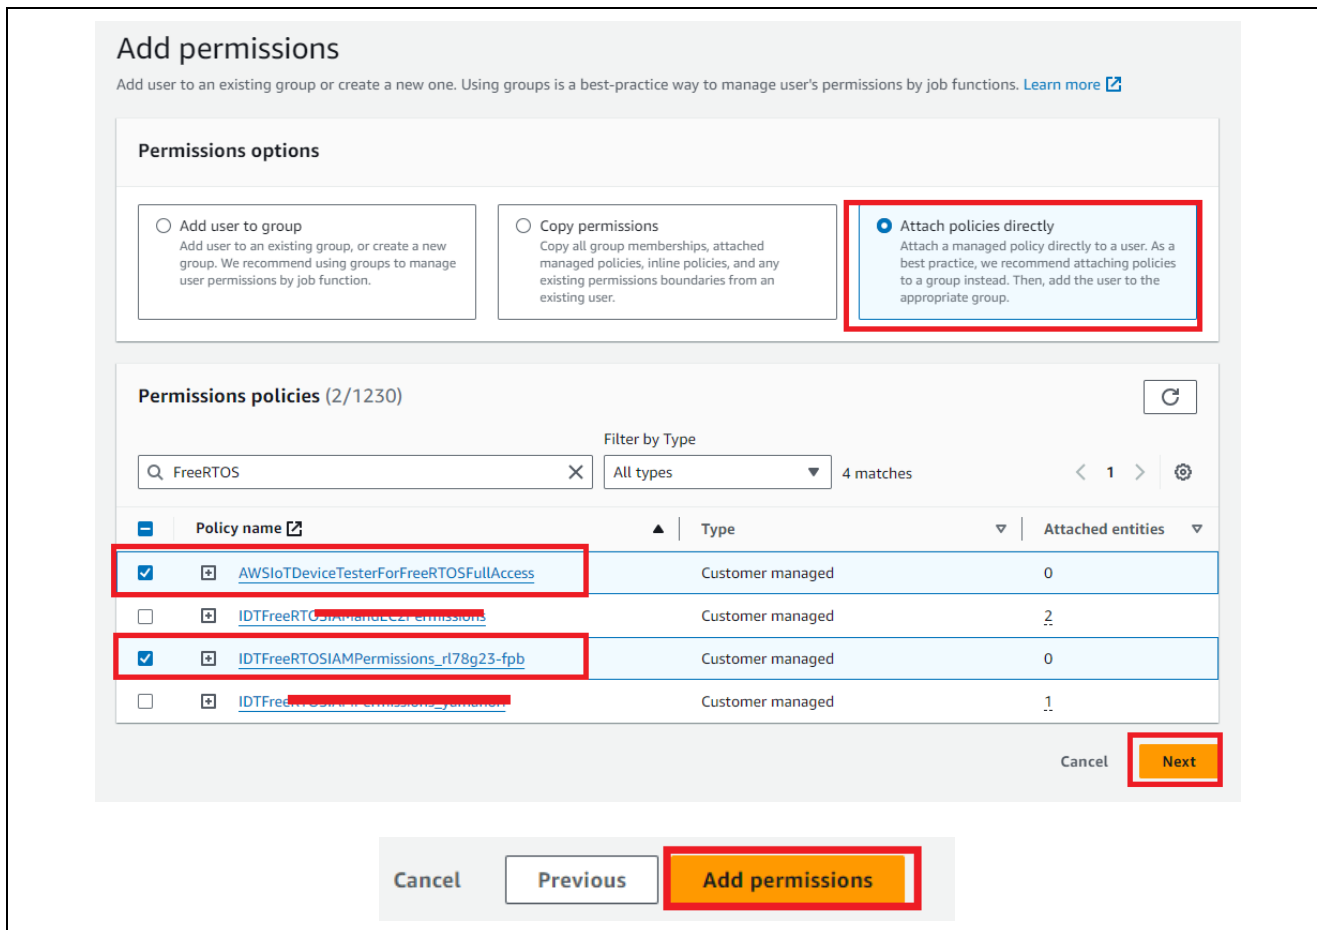 Add permissions
Add user to an existing group or create a new one. Using groups is a best-practice way to manage user's permissions by job functions. Learn more
Permissions options
Add user to group
Add user to an existing group, or create a new
group. We recommend using groups to manage
user permissions by job function.
Copy permissions
Copy all group memberships, attached
managed policies, inline policies, and any
existing permissions boundaries from an
existing user.
Attach policies directly
Attach a managed policy directly to a user. As a
best practice, we recommend attaching policies
to a group instead. Then, add the user to the
appropriate group.
Permissions policies (2/1230)
Filter by Type
FreeRTOS
All types
4 matches
1
Policy name
Type
Attached entities
AWSIoTDeviceTesterForFreeRTOSFullAccess Customer managed 0
Customer managed 2
IDTFreeRTOSIAMPermissions_rl78g23-fpb Customer managed 0
Customer managed 1
Cancel
Next
Cancel
Previous
Add permissions